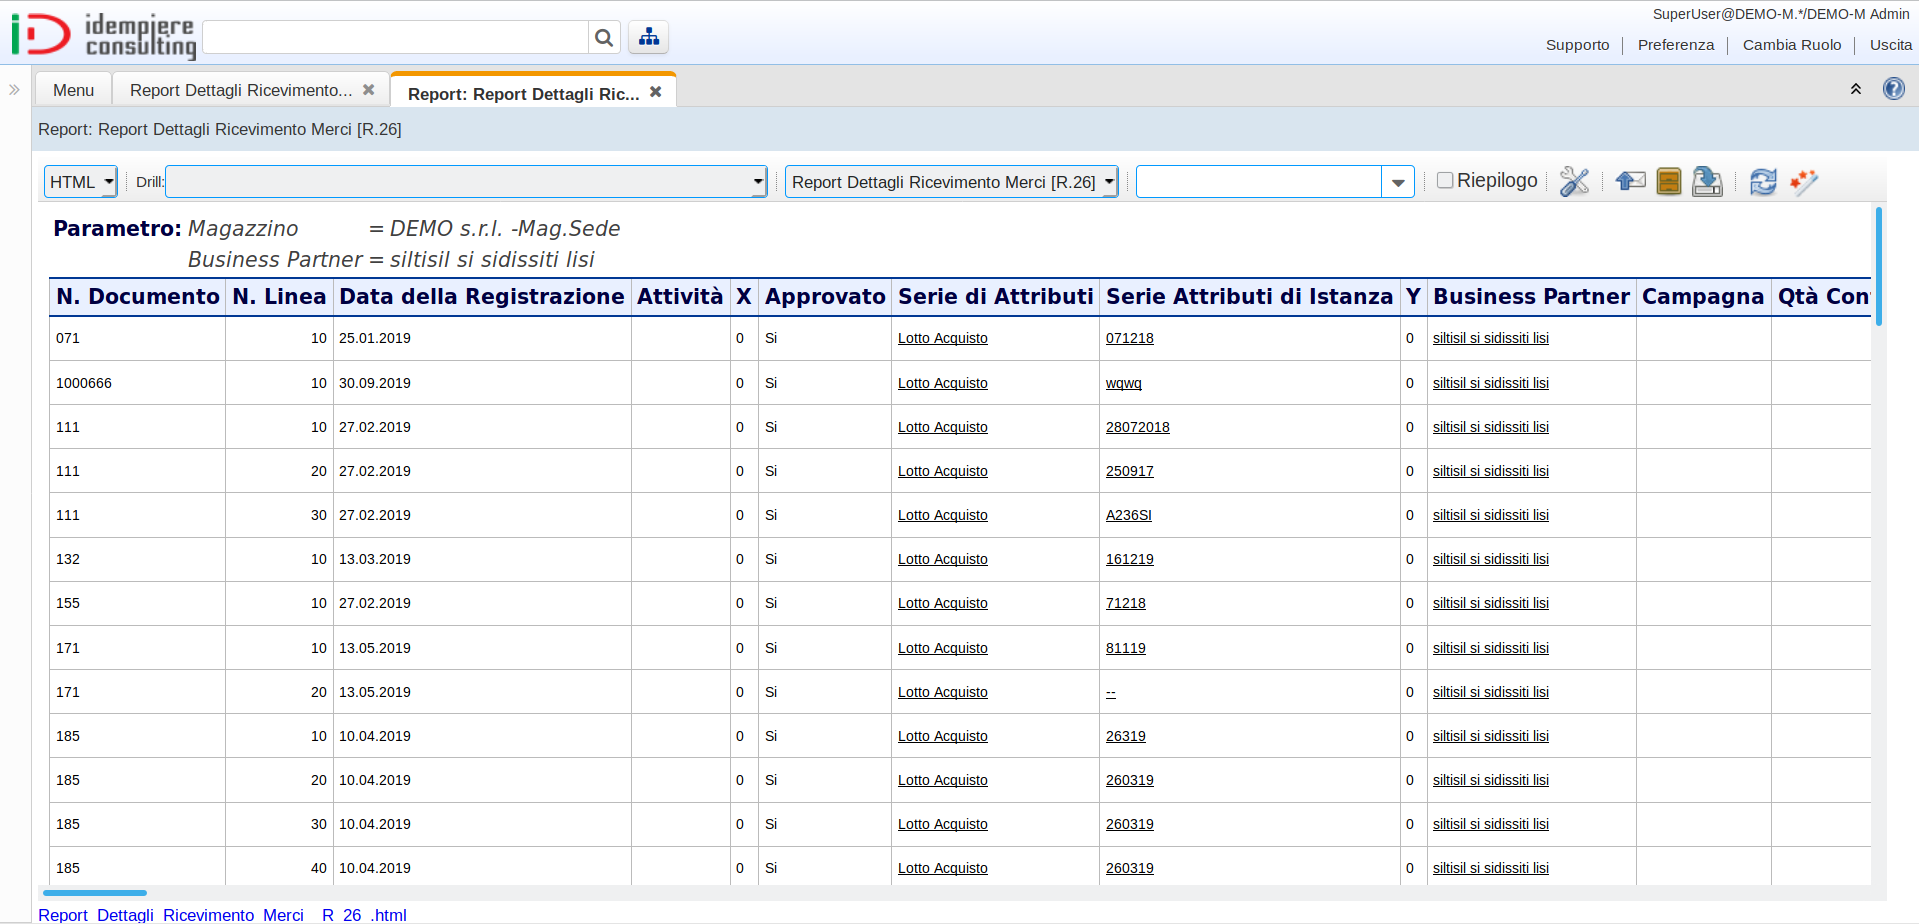 idempiere
consulting
SuperUser@DEMO-M.*/DEMO-M Admin
Supporto Preferenza Cambia Ruolo Uscita
Menu Report Dettagli Ricevimento... Report: Report Dettagli Ric...
Report: Report Dettagli Ricevimento Merci [R.26]
HTML Drill: Report Dettagli Ricevimento Merci [R.26] Riepilogo
Parametro: Magazzino = DEMO s.r.l. -Mag.Sede
Business Partner = siltisil si sidissiti lisi
N. Documento N. Linea Data della Registrazione Attività X Approvato Serie di Attributi Serie Attributi di Istanza Y Business Partner Campagna Qtà Con
071 10 25.01.2019 0 Si Lotto Acquisto 071218 0 siltisil si sidissiti lisi
1000666 10 30.09.2019 0 Si Lotto Acquisto wqwq 0 siltisil si sidissiti lisi
111 10 27.02.2019 0 Si Lotto Acquisto 28072018 0 siltisil si sidissiti lisi
111 20 27.02.2019 0 Si Lotto Acquisto 250917 0 siltisil si sidissiti lisi
111 30 27.02.2019 0 Si Lotto Acquisto A236SI 0 siltisil si sidissiti lisi
132 10 13.03.2019 0 Si Lotto Acquisto 161219 0 siltisil si sidissiti lisi
155 10 27.02.2019 0 Si Lotto Acquisto 71218 0 siltisil si sidissiti lisi
171 10 13.05.2019 0 Si Lotto Acquisto 81119 0 siltisil si sidissiti lisi
171 20 13.05.2019 0 Si Lotto Acquisto -- 0 siltisil si sidissiti lisi
185 10 10.04.2019 0 Si Lotto Acquisto 26319 0 siltisil si sidissiti lisi
185 20 10.04.2019 0 Si Lotto Acquisto 260319 0 siltisil si sidissiti lisi
185 30 10.04.2019 0 Si Lotto Acquisto 260319 0 siltisil si sidissiti lisi
185 40 10.04.2019 0 Si Lotto Acquisto 260319 0 siltisil si sidissiti lisi
Report_Dettagli_Ricevimento_Merci__R_26_.html